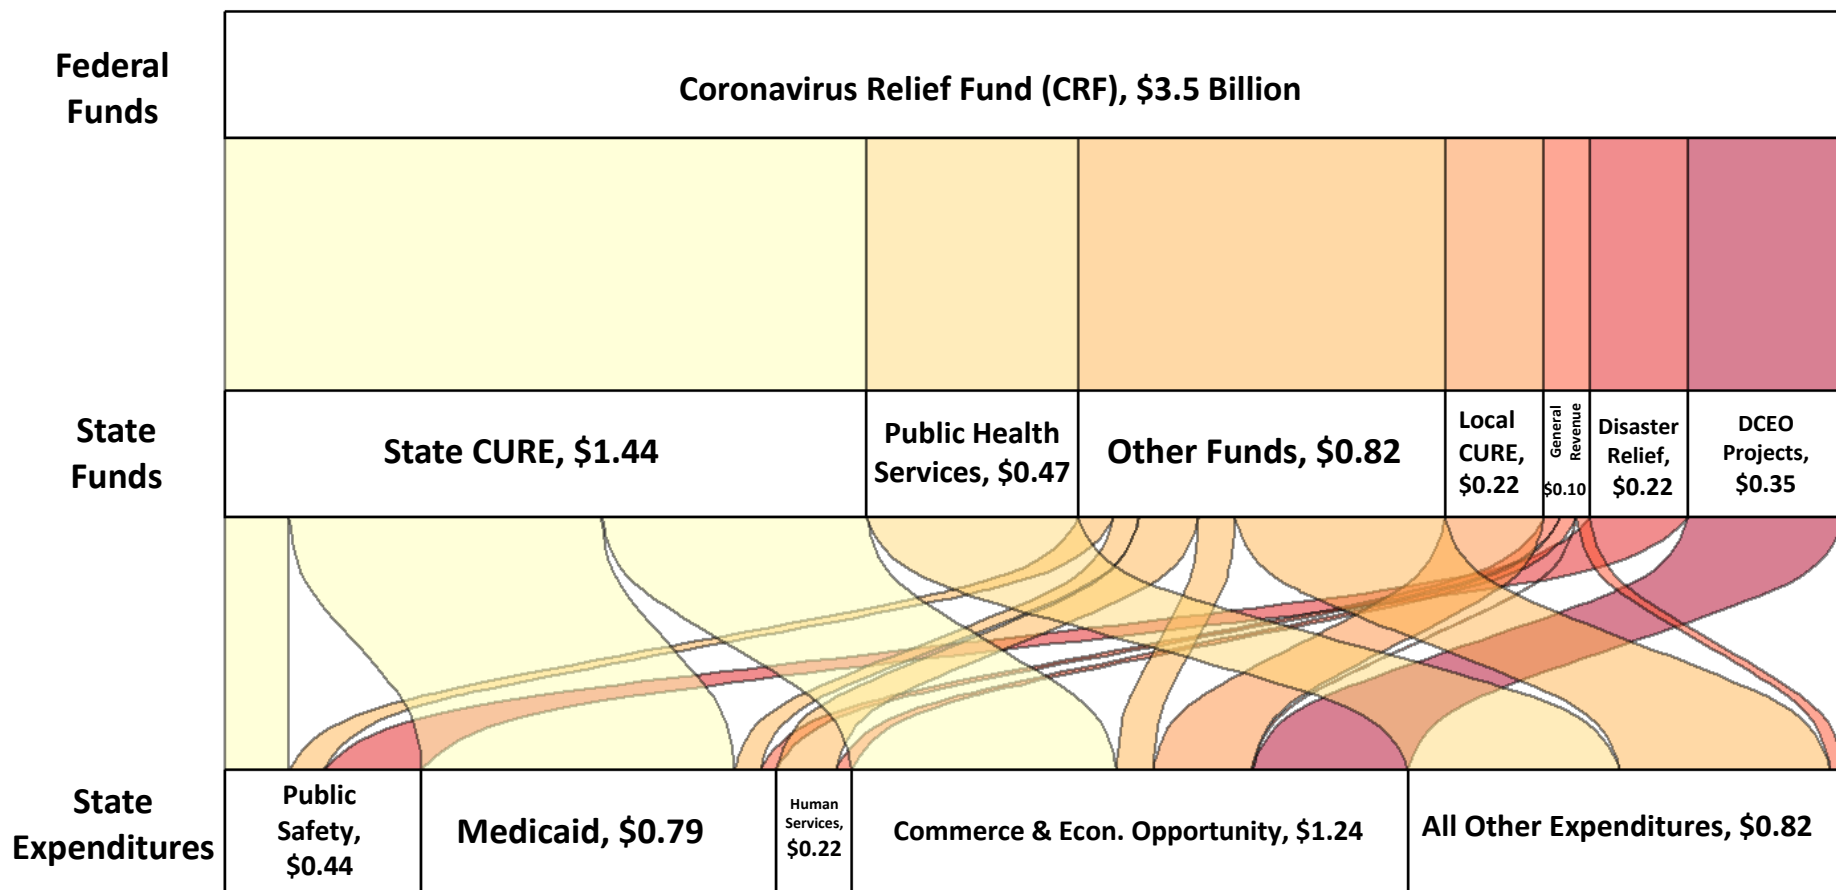 Federal
Funds
Coronavirus Relief Fund (CRF), $3.5 Billion
State
Funds
State CURE, $1.44
Public Health
Services, $0.47
Other Funds, $0.82
Local
CURE,
$0.22
General
Revenue
$0.10
Disaster
Relief,
$0.22
DCEO
Projects,
$0.35
State
Expenditures
Public
Safety,
$0.44
Medicaid, $0.79
Human
Services,
$0.22
Commerce & Econ. Opportunity, $1.24
All Other Expenditures, $0.82